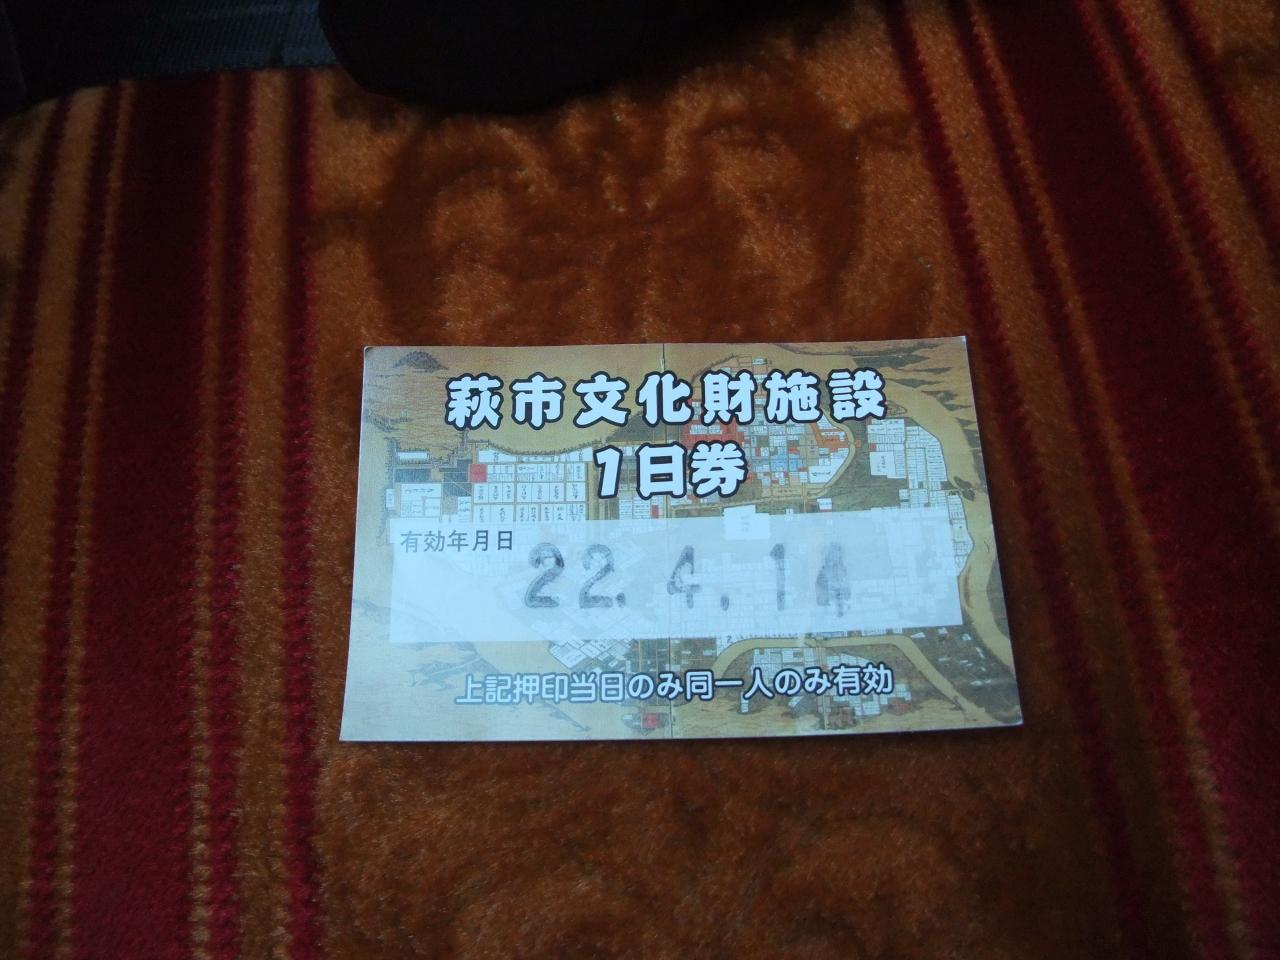 萩市文化財施設
1日券
有効年月日 22. 4. 14
上記押印当日のみ同一人のみ有効